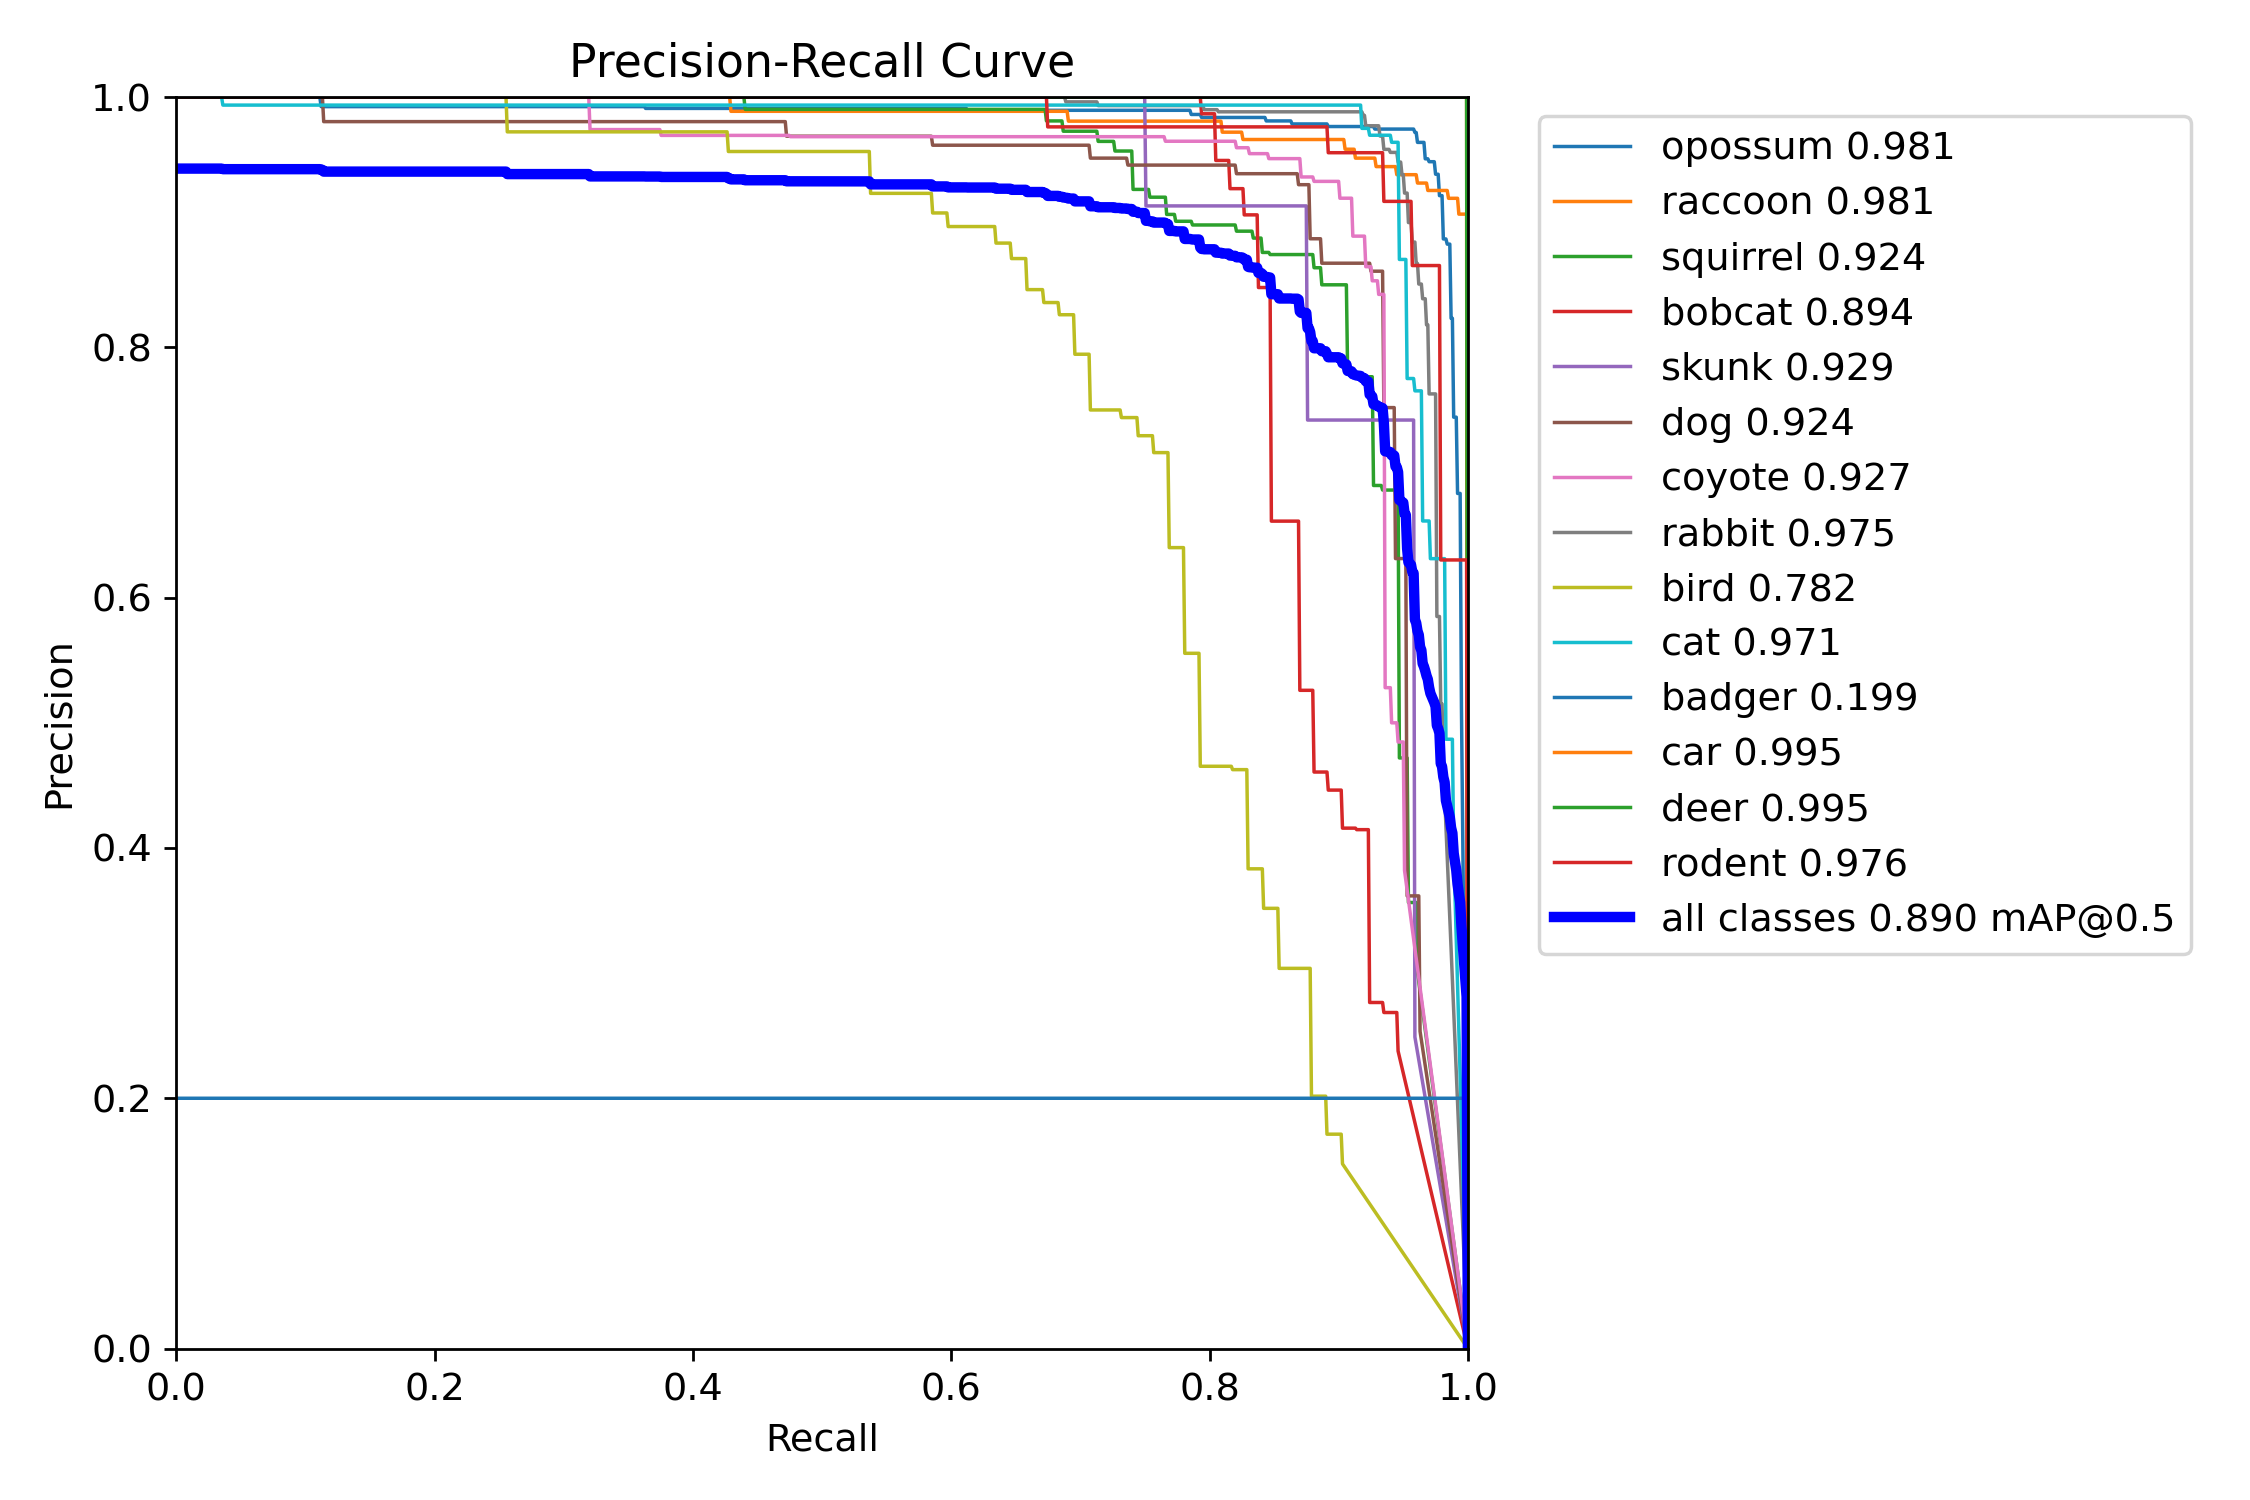 Precision-Recall Curve
1.0
0.8
0.6
0.4
0.2
0.0
Precision
0.0 0.2 0.4 0.6 0.8 1.0
Recall
opossum 0.981
raccoon 0.981
squirrel 0.924
bobcat 0.894
skunk 0.929
dog 0.924
coyote 0.927
rabbit 0.975
bird 0.782
cat 0.971
badger 0.199
car 0.995
deer 0.995
rodent 0.976
all classes 0.890 mAP@0.5